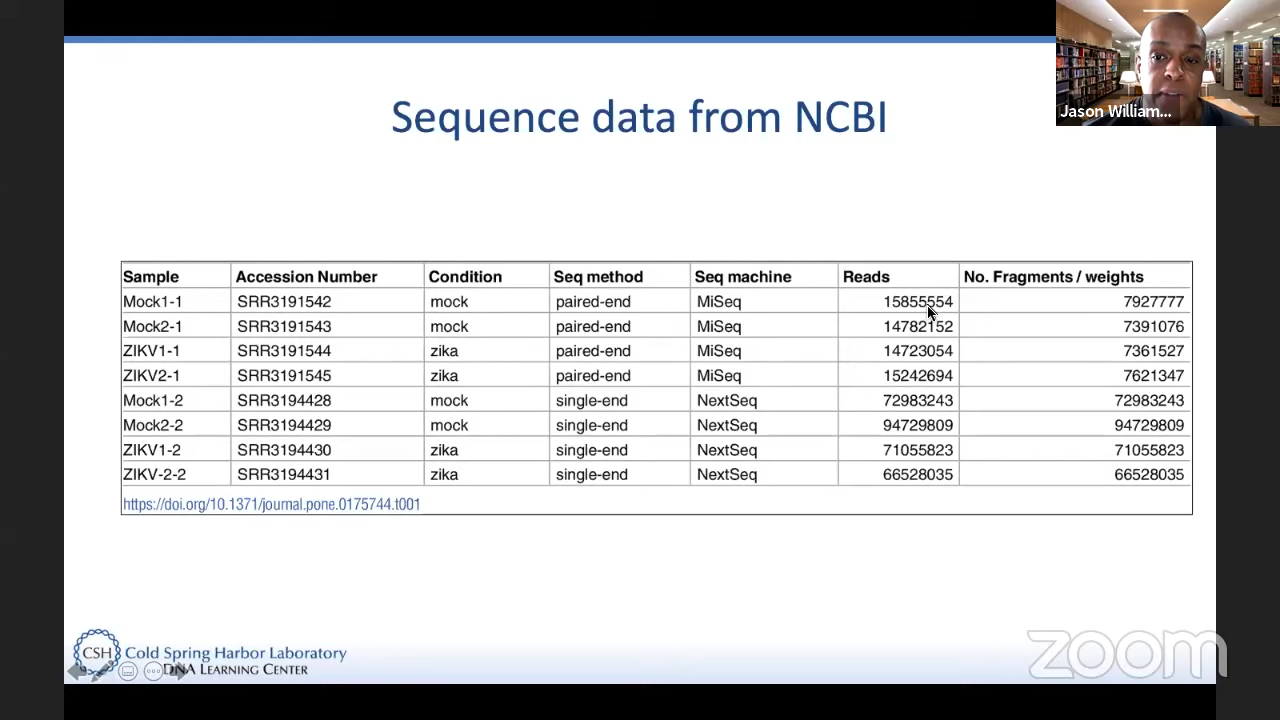 Jason William...
Sequence data from NCBI
Sample Accession Number Condition Seq method Seq machine Reads No. Fragments / weights
Mock1-1 SRR3191542 mock paired-end MiSeq 15855554 7927777
Mock2-1 SRR3191543 mock paired-end MiSeq 14782152 7391076
ZIKV1-1 SRR3191544 zika paired-end MiSeq 14723054 7361527
ZIKV2-1 SRR3191545 zika paired-end MiSeq 15242694 7621347
Mock1-2 SRR3194428 mock single-end NextSeq 72983243 72983243
Mock2-2 SRR3194429 mock single-end NextSeq 94729809 94729809
ZIKV1-2 SRR3194430 zika single-end NextSeq 71055823 71055823
ZIKV-2-2 SRR3194431 zika single-end NextSeq 66528035 66528035
https://doi.org/10.1371/journal.pone.0175744.t001
CSH Cold Spring Harbor Laboratory
DNA LEARNING CENTER
zoom